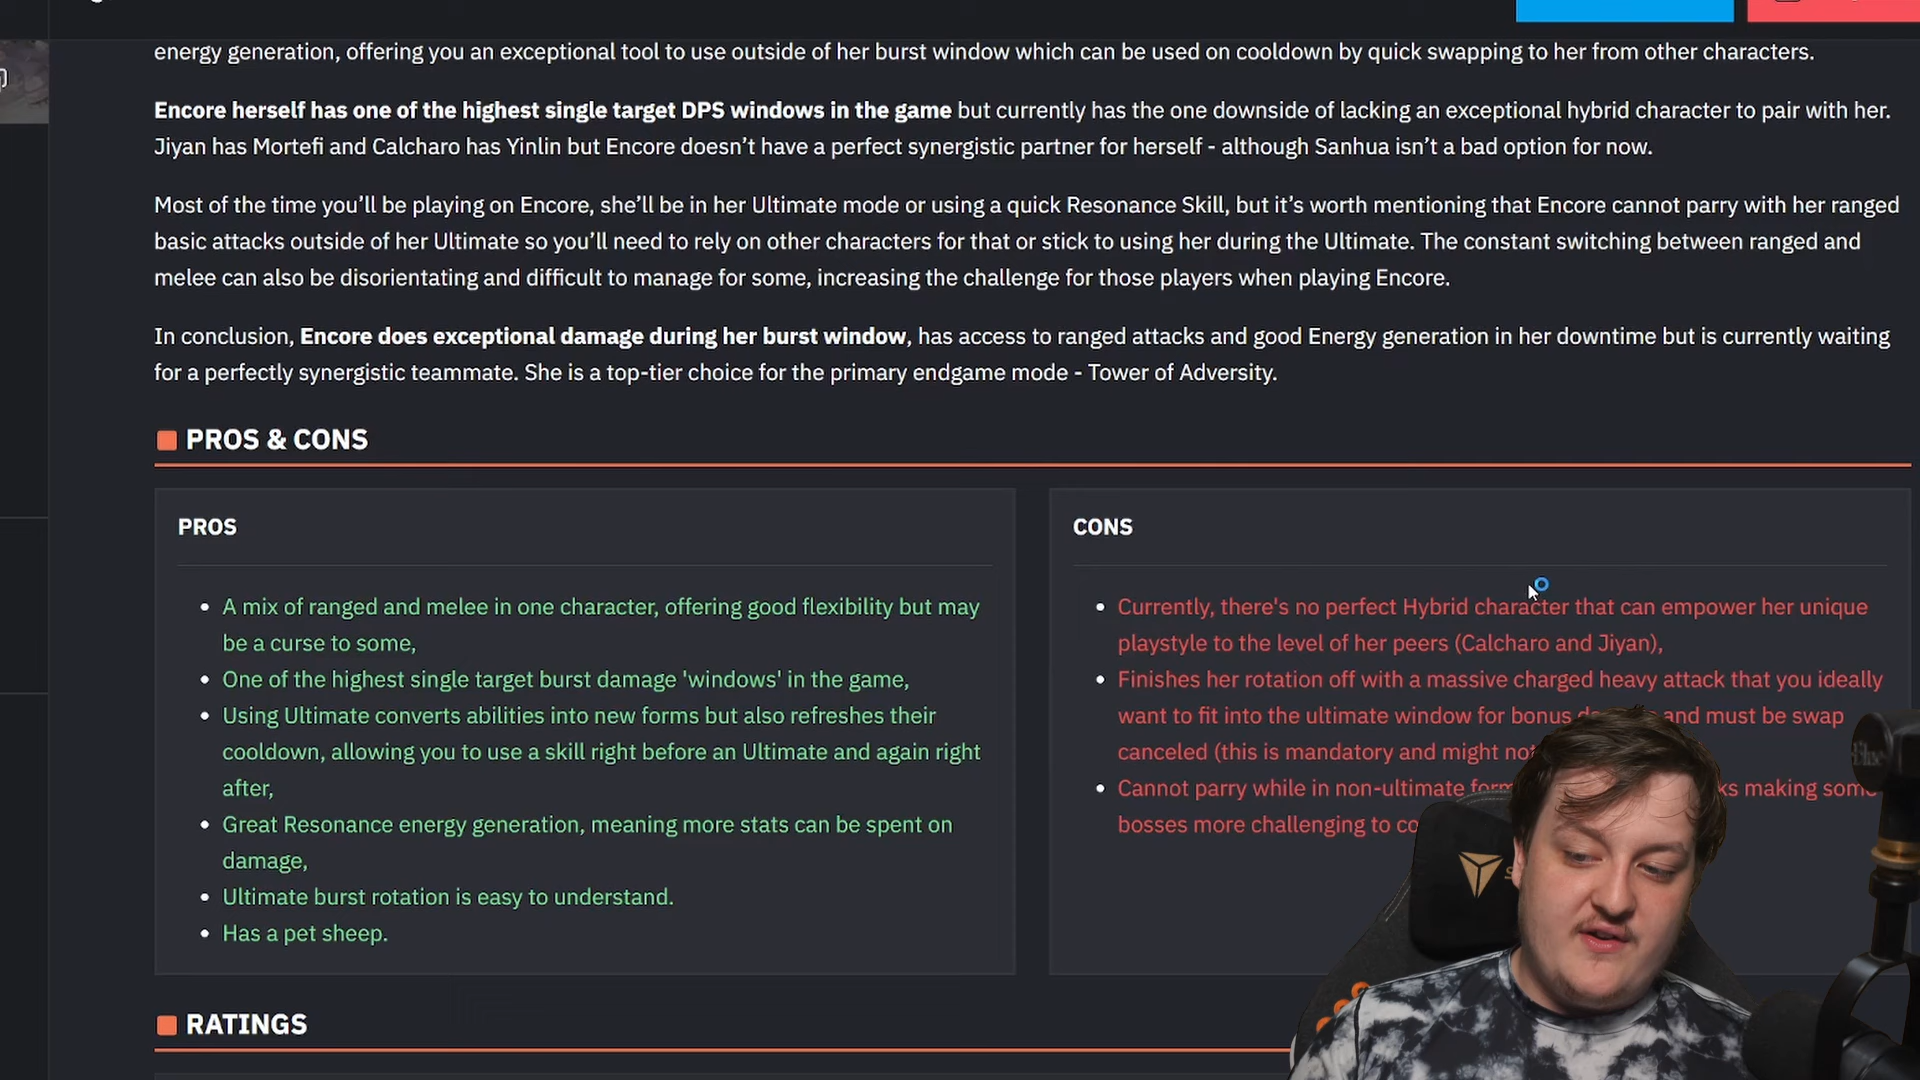 energy generation, offering you an exceptional tool to use outside of her burst window which can be used on cooldown by quick swapping to her from other characters.
Encore herself has one of the highest single target DPS windows in the game but currently has the one downside of lacking an exceptional hybrid character to pair with her.
Jiyan has Mortefi and Calcharo has Yinlin but Encore doesn’t have a perfect synergistic partner for herself - although Sanhua isn’t a bad option for now.
Most of the time you’ll be playing on Encore, she’ll be in her Ultimate mode or using a quick Resonance Skill, but it’s worth mentioning that Encore cannot parry with her ranged
basic attacks outside of her Ultimate so you’ll need to rely on other characters for that or stick to using her during the Ultimate. The constant switching between ranged and
melee can also be disorientating and difficult to manage for some, increasing the challenge for those players when playing Encore.
In conclusion, Encore does exceptional damage during her burst window, has access to ranged attacks and good Energy generation in her downtime but is currently waiting
for a perfectly synergistic teammate. She is a top-tier choice for the primary endgame mode - Tower of Adversity.
PROS & CONS
PROS
A mix of ranged and melee in one character, offering good flexibility but may
be a curse to some,
One of the highest single target burst damage 'windows' in the game,
Using Ultimate converts abilities into new forms but also refreshes their
cooldown, allowing you to use a skill right before an Ultimate and again right
after,
Great Resonance energy generation, meaning more stats can be spent on
damage,
Ultimate burst rotation is easy to understand.
Has a pet sheep.
CONS
Currently, there's no perfect Hybrid character that can empower her unique
playstyle to the level of her peers (Calcharo and Jiyan),
Finishes her rotation off with a massive charged heavy attack that you ideally
want to fit into the ultimate window for bonus and must be swap
canceled (this is mandatory and might
Cannot parry while in non-ultimate making
bosses more challenging to
RATINGS